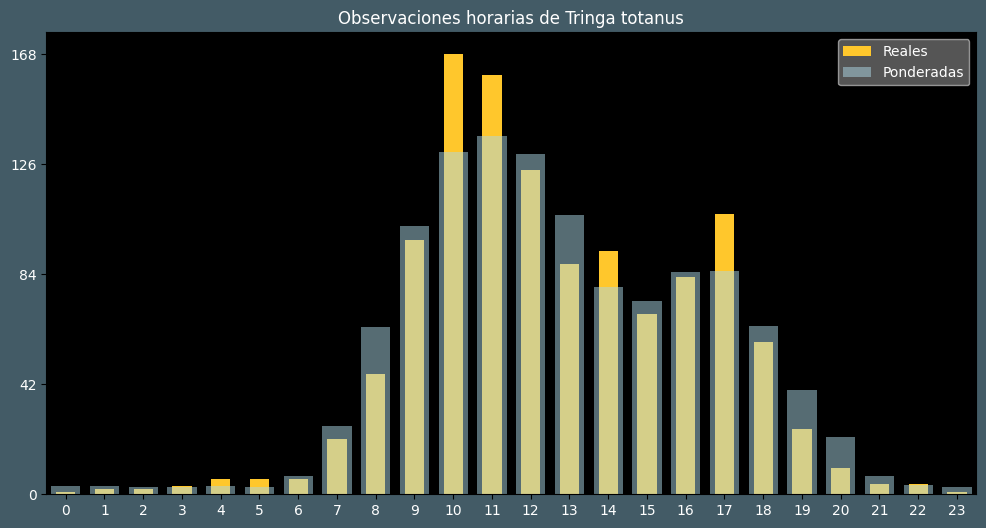 Observaciones horarias de Tringa totanus
Reales
Ponderadas
168
126
84
42
0
0 1 2 3 4 5 6 7 8 9 10 11 12 13 14 15 16 17 18 19 20 21 22 23